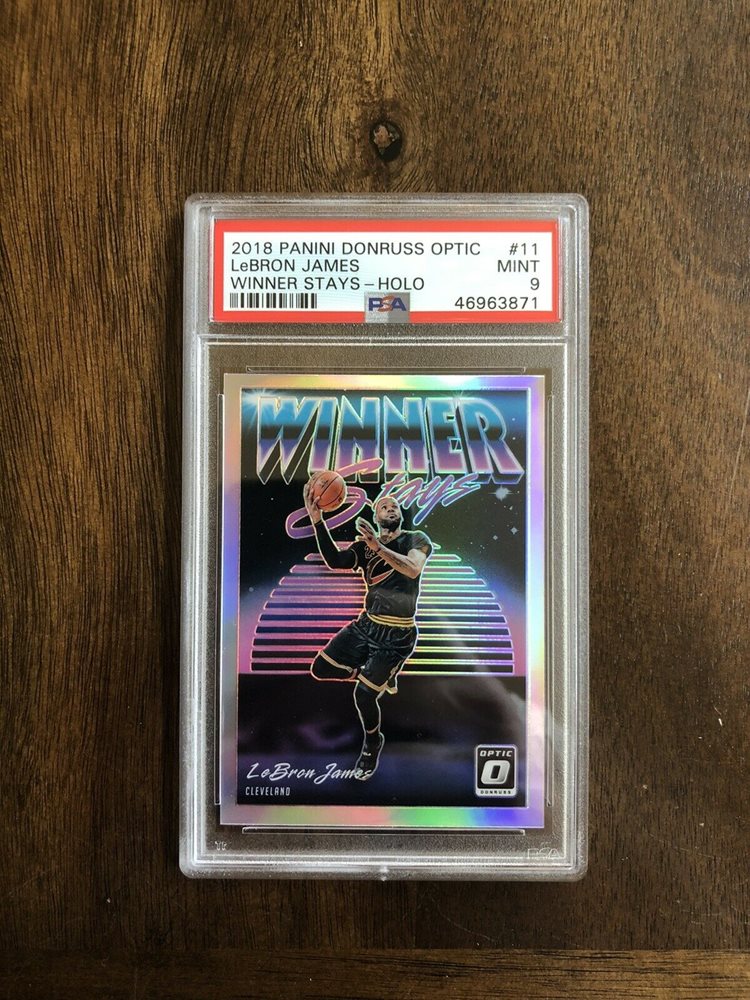 2018 PANINI DONRUSS OPTIC #11
LeBRON JAMES MINT
WINNER STAYS – HOLO 9
PSA 46963871
WINNER
Stays
LeBron James
CLEVELAND
OPTIC
O
DONRUSS
PSA